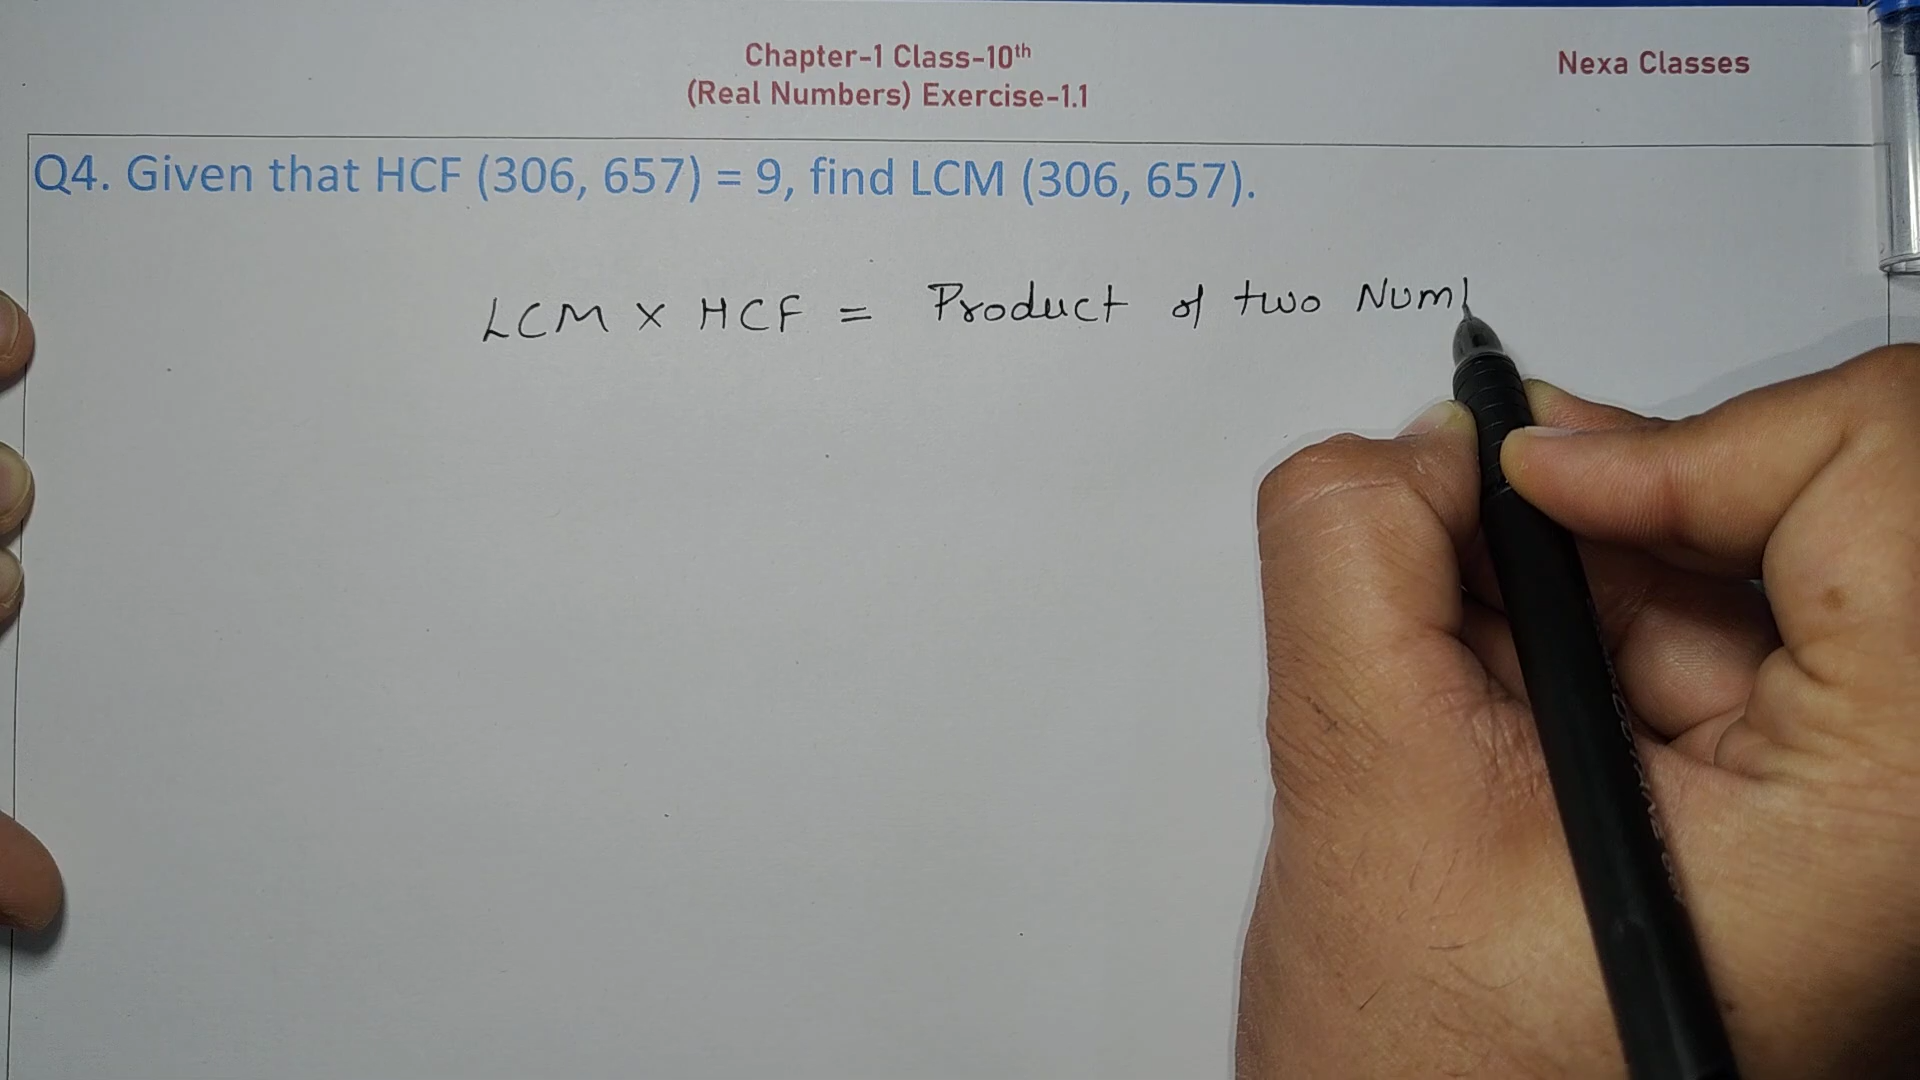 Chapter-1 Class-10th
(Real Numbers) Exercise-1.1
Nexa Classes
Q4. Given that HCF (306, 657) = 9, find LCM (306, 657).
LCM × HCF = Product of two Num